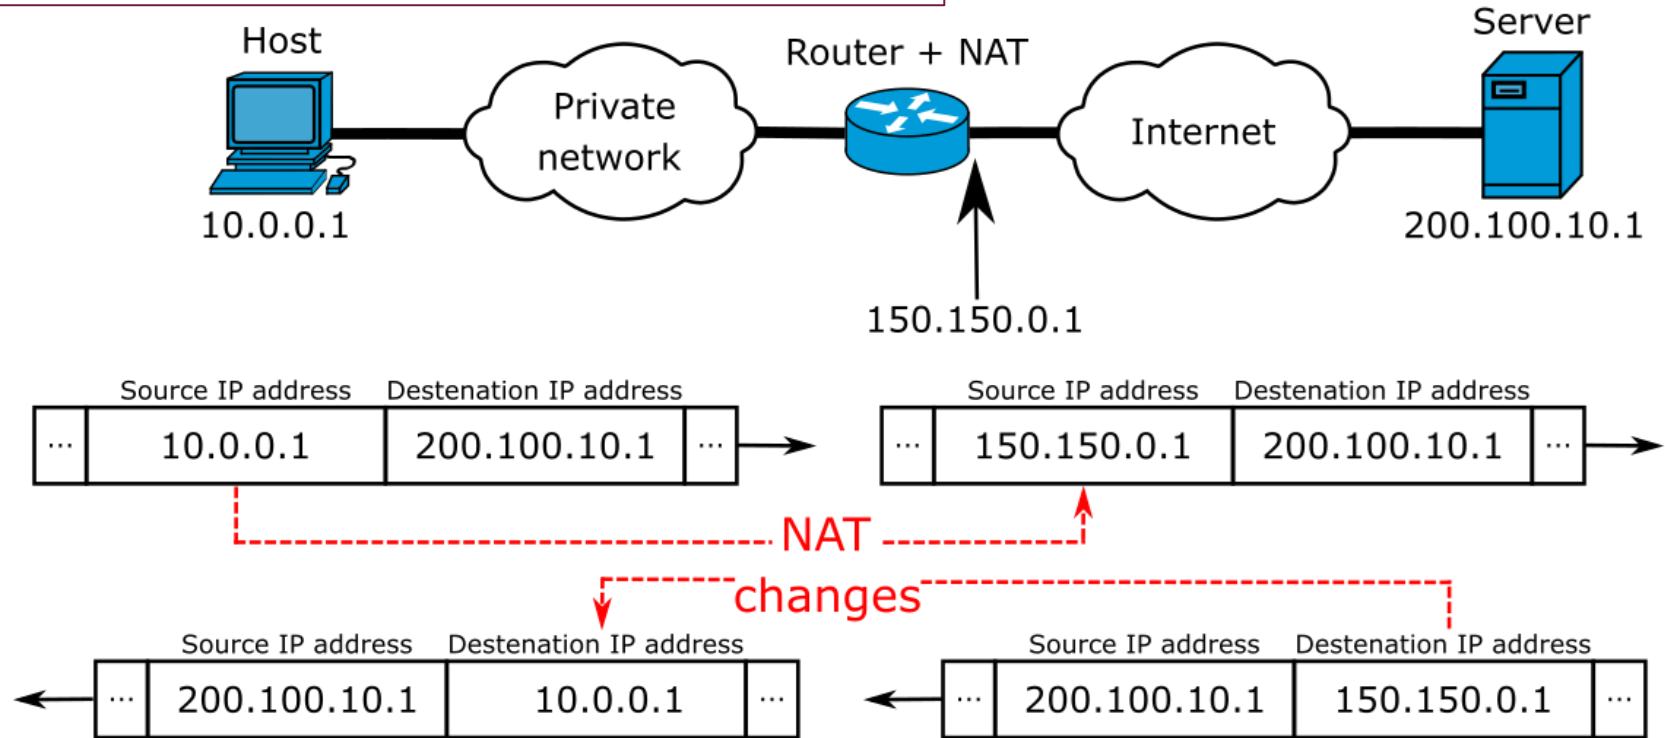 Host
Router + NAT
Server
Private
network
Internet
10.0.0.1
200.100.10.1
150.150.0.1
Source IP address Destenation IP address
... 10.0.0.1 200.100.10.1 ...
Source IP address Destenation IP address
... 150.150.0.1 200.100.10.1 ...
NAT
changes
Source IP address Destenation IP address
... 200.100.10.1 10.0.0.1 ...
Source IP address Destenation IP address
... 200.100.10.1 150.150.0.1 ...